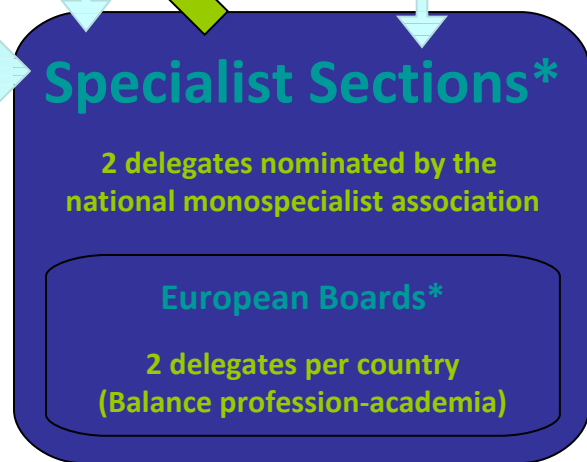 Specialist Sections*
2 delegates nominated by the
national monospecialist association
European Boards*
2 delegates per country
(Balance profession-academia)